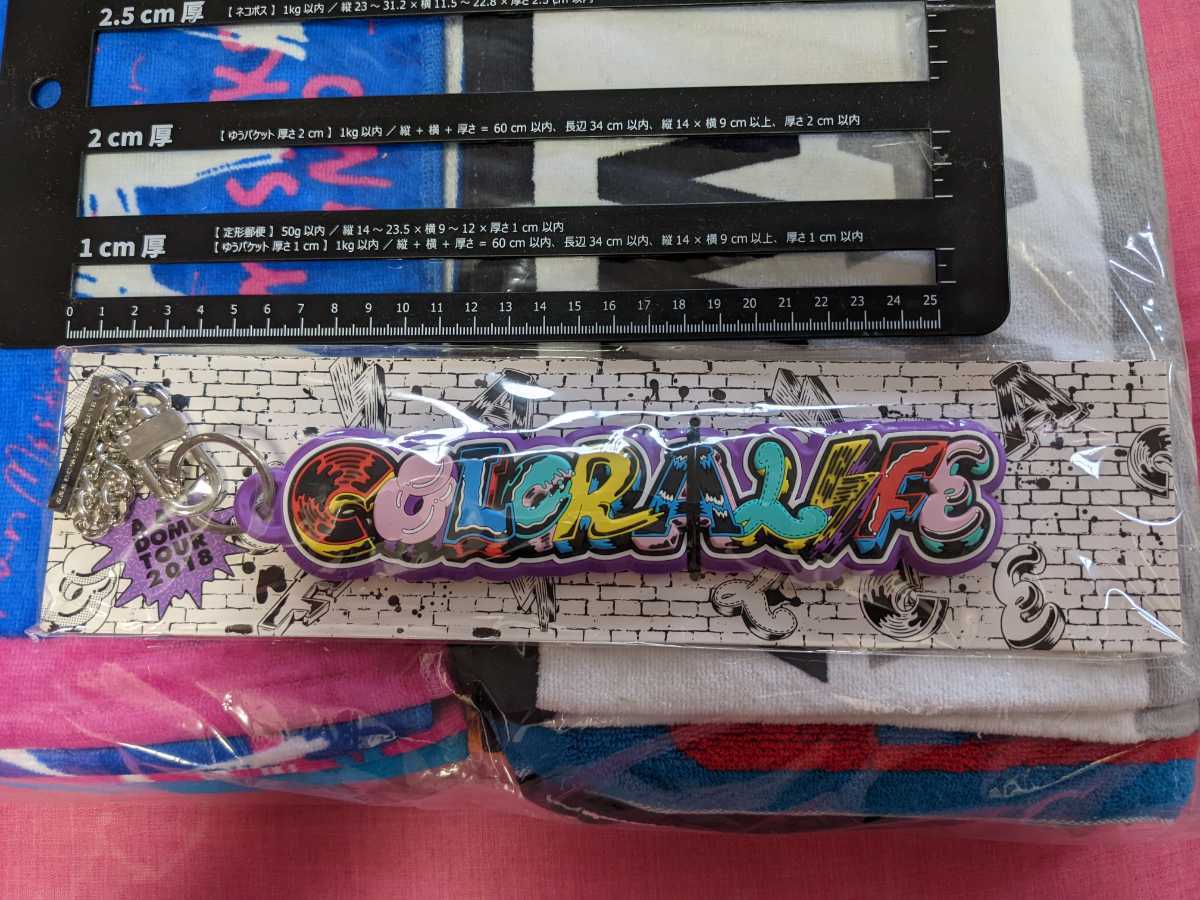 2.5 cm 厚
【 ネコポス 】 1kg 以内 ／ 縦 23 ～ 31.2 × 横 11.5 ～ 22.8 × 厚さ 2.5 cm 以内
2 cm 厚
【 ゆうパケット 厚さ 2 cm 】 1kg 以内 ／ 縦 + 横 + 厚さ = 60 cm 以内、長辺 34 cm 以内、縦 14 × 横 9 cm 以上、厚さ 2 cm 以内
1 cm 厚
【 定形郵便 】 50g 以内 ／ 縦 14 ～ 23.5 × 横 9 ～ 12 × 厚さ 1 cm 以内
【 ゆうパケット 厚さ 1 cm 】 1kg 以内 ／ 縦 + 横 + 厚さ = 60 cm 以内、長辺 34 cm 以内、縦 14 × 横 9 cm 以上、厚さ 1 cm 以内
0 1 2 3 4 5 6 7 8 9 10 11 12 13 14 15 16 17 18 19 20 21 22 23 24 25
COLOR A LIFE
DOME
TOUR
2018